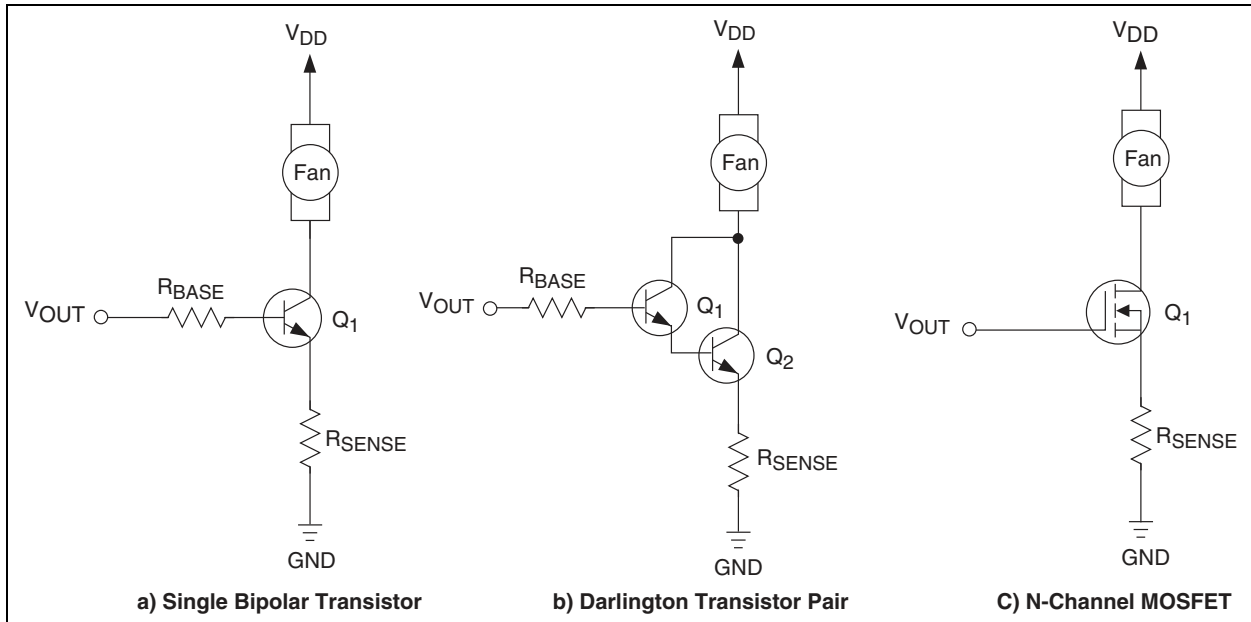 VDD
Fan
RBASE
VOUT
Q1
RSENSE
GND
a) Single Bipolar Transistor
VDD
Fan
RBASE
VOUT
Q1
Q2
RSENSE
GND
b) Darlington Transistor Pair
VDD
Fan
VOUT
Q1
RSENSE
GND
C) N-Channel MOSFET